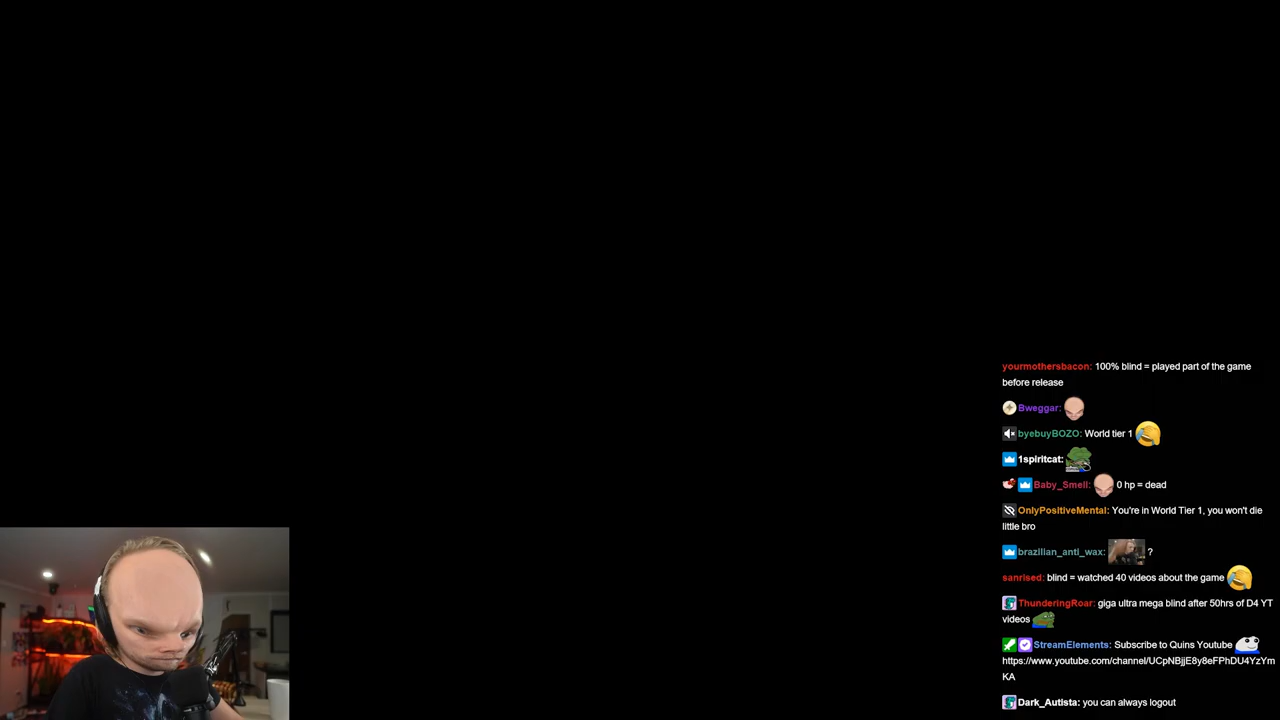 yourmothersbacon: 100% blind = played part of the game
before release
Bweggar:
byebuyBOZO: World tier 1
1spiritcat:
Baby_Smell: 0 hp = dead
OnlyPositiveMental: You're in World Tier 1, you won't die
little bro
brazilian_anti_wax: ?
sanrised: blind = watched 40 videos about the game
ThunderingRoar: giga ultra mega blind after 50hrs of D4 YT
videos
StreamElements: Subscribe to Quins Youtube
https://www.youtube.com/channel/UCpNBjjE8y8eFPhDU4YzYm
KA
Dark_Autista: you can always logout